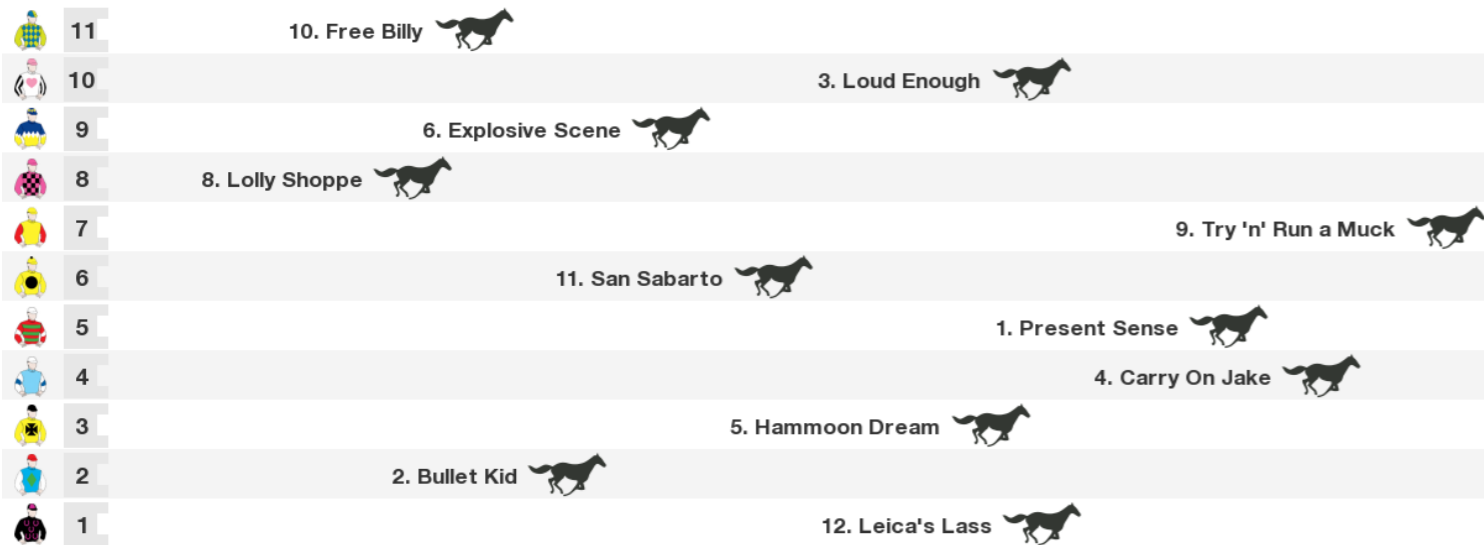 11 10. Free Billy
10 3. Loud Enough
9 6. Explosive Scene
8 8. Lolly Shoppe
7 9. Try 'n' Run a Muck
6 11. San Sabarto
5 1. Present Sense
4 4. Carry On Jake
3 5. Hammoon Dream
2 2. Bullet Kid
1 12. Leica's Lass